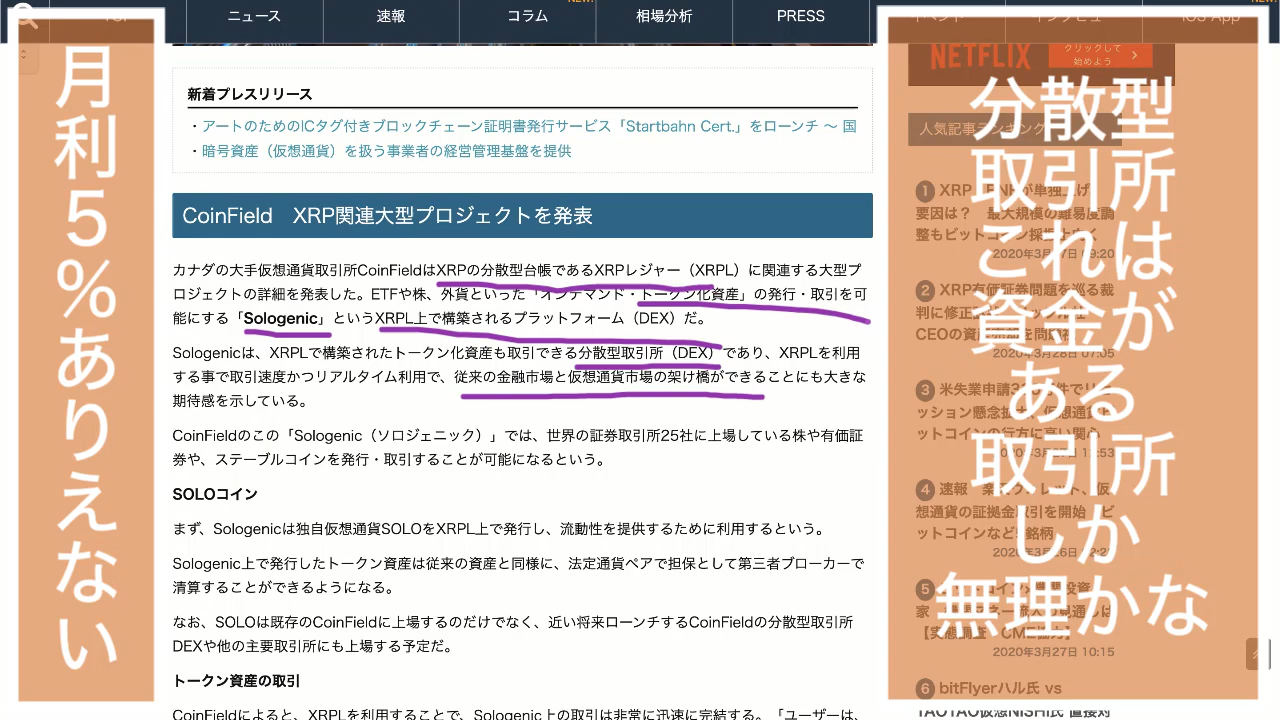 ニュース
速報
コラム
相場分析
PRESS
iOS App
月利5%ありえない
新着プレスリリース
・アートのためのICタグ付きブロックチェーン証明書発行サービス「Startbahn Cert.」をローンチ 〜 国
・暗号資産（仮想通貨）を扱う事業者の経営管理基盤を提供
CoinField　XRP関連大型プロジェクトを発表
カナダの大手仮想通貨取引所CoinFieldはXRPの分散型台帳であるXRPレジャー（XRPL）に関連する大型プ
ロジェクトの詳細を発表した。ETFや株、外貨といった「オンデマンド・トークン化資産」の発行・取引を可
能にする「Sologenic」というXRPL上で構築されるプラットフォーム（DEX）だ。
Sologenicは、XRPLで構築されたトークン化資産も取引できる分散型取引所（DEX）であり、XRPLを利用
する事で取引速度かつリアルタイム利用で、従来の金融市場と仮想通貨市場の架け橋ができることにも大きな
期待感を示している。
CoinFieldのこの「Sologenic（ソロジェニック）」では、世界の証券取引所25社に上場している株や有価証
券や、ステーブルコインを発行・取引することが可能になるという。
SOLOコイン
まず、Sologenicは独自仮想通貨SOLOをXRPL上で発行し、流動性を提供するために利用するという。
Sologenic上で発行したトークン資産は従来の資産と同様に、法定通貨ペアで担保として第三者ブローカーで
清算することができるようになる。
なお、SOLOは既存のCoinFieldに上場するのだけでなく、近い将来ローンチするCoinFieldの分散型取引所
DEXや他の主要取引所にも上場する予定だ。
トークン資産の取引
CoinFieldによると、XRPLを利用することで、Sologenic上の取引は非常に迅速に完結する。「ユーザーは、
分散型
取引所
これは
資金が
ある
取引所
しか
無理かな
NETFLIX
クリックして
始めよう
人気記事ランキング
1
要因は？　最大規模の難易度調
2020年3月28日 07:05
2
3
4
5
2020年3月27日 10:15
6 bitFlyerハル氏 vs